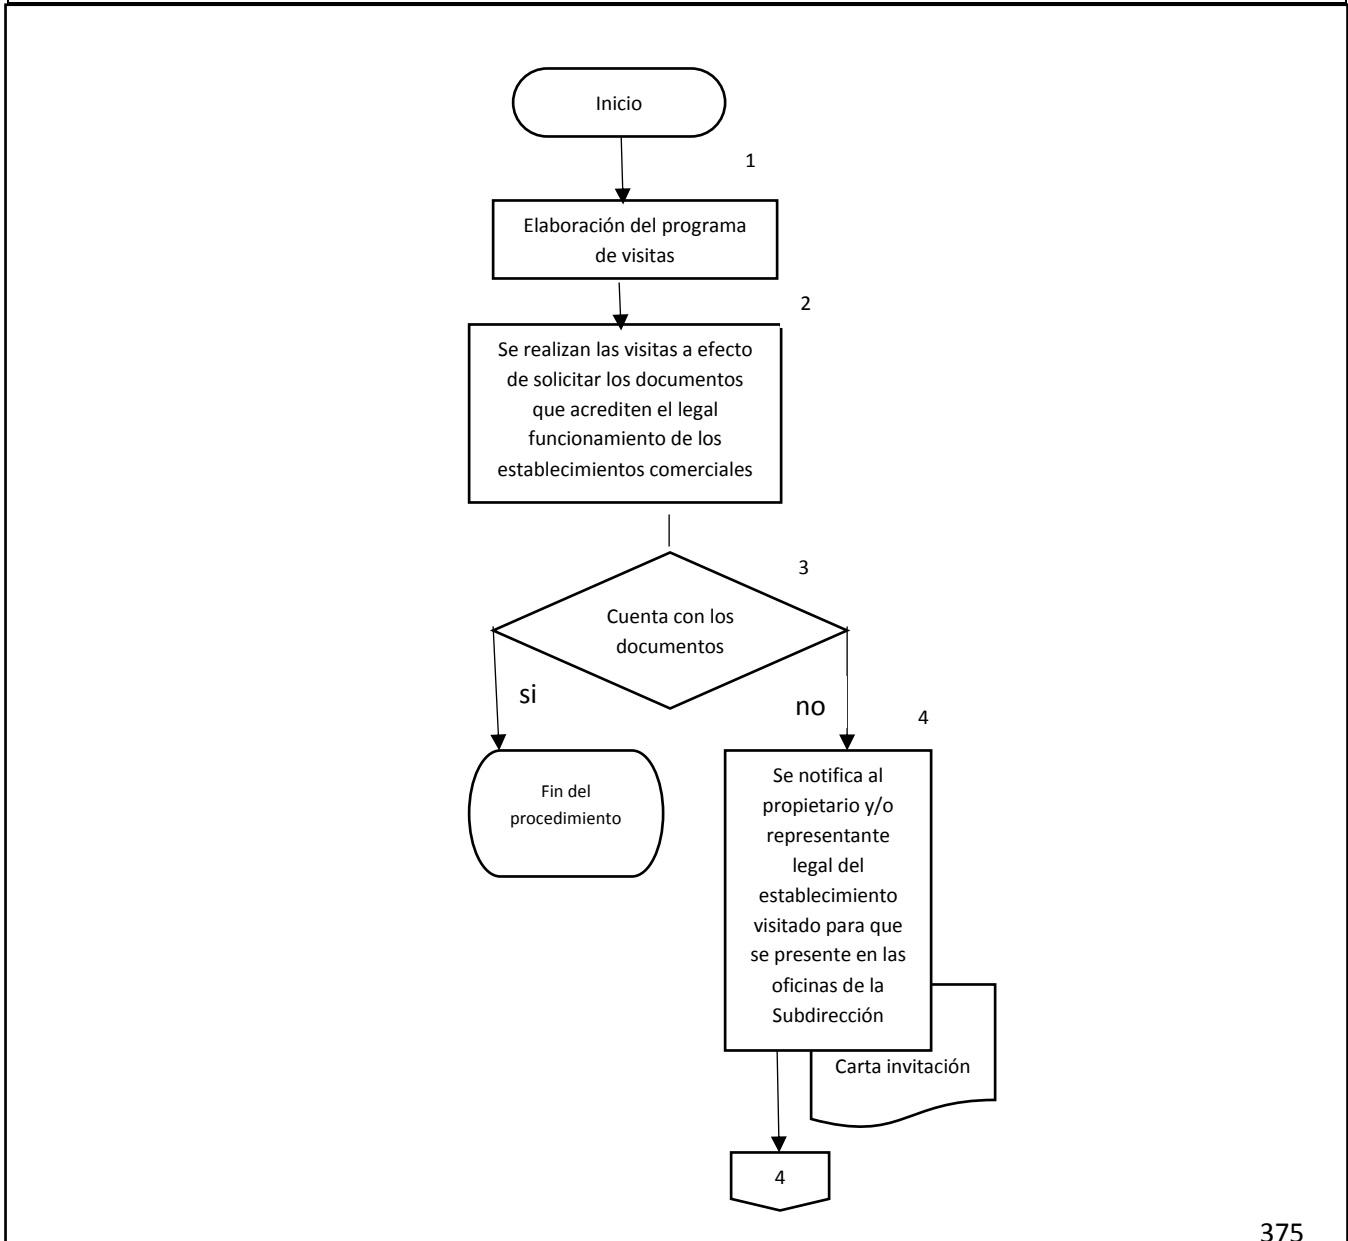 Inicio
1
Elaboración del programa
de visitas
2
Se realizan las visitas a efecto
de solicitar los documentos
que acrediten el legal
funcionamiento de los
establecimientos comerciales
3
Cuenta con los
documentos
si
no
4
Fin del
procedimiento
Se notifica al
propietario y/o
representante
legal del
establecimiento
visitado para que
se presente en las
oficinas de la
Subdirección
Carta invitación
4
375